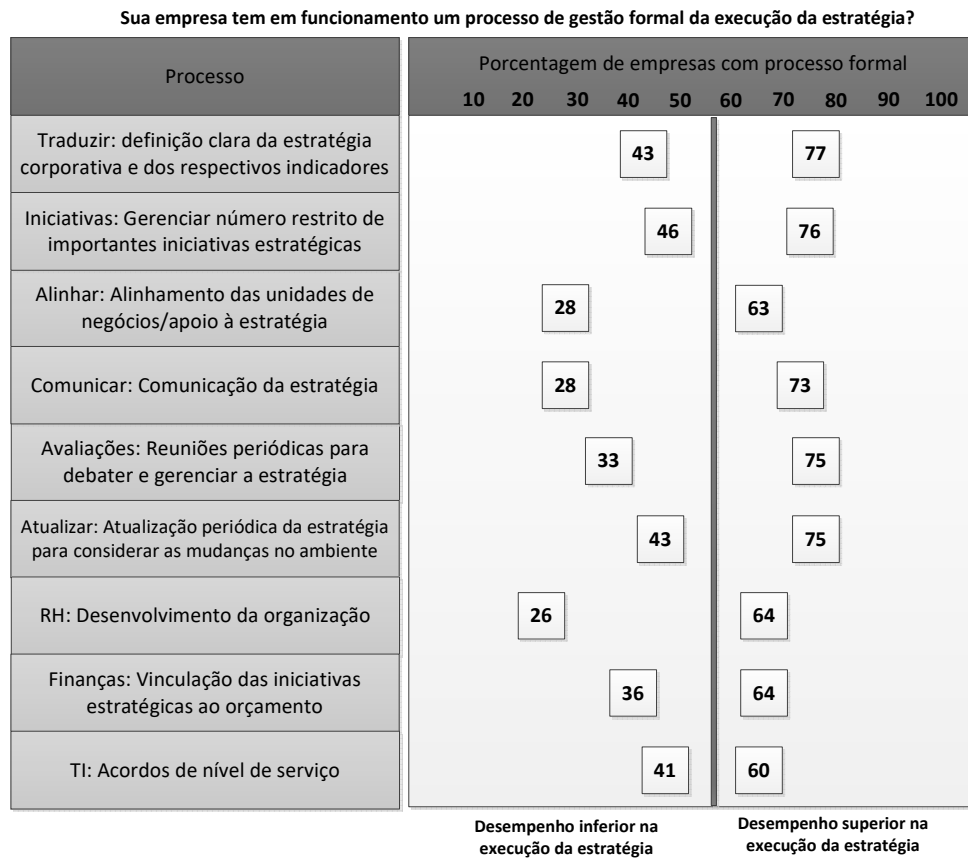 Sua empresa tem em funcionamento um processo de gestão formal da execução da estratégia?
Processo
Porcentagem de empresas com processo formal
10 20 30 40 50 60 70 80 90 100
Traduzir: definição clara da estratégia
corporativa e dos respectivos indicadores
43 77
Iniciativas: Gerenciar número restrito de
importantes iniciativas estratégicas
46 76
Alinhar: Alinhamento das unidades de
negócios/apoio à estratégia
28 63
Comunicar: Comunicação da estratégia
28 73
Avaliações: Reuniões periódicas para
debater e gerenciar a estratégia
33 75
Atualizar: Atualização periódica da estratégia
para considerar as mudanças no ambiente
43 75
RH: Desenvolvimento da organização
26 64
Finanças: Vinculação das iniciativas
estratégicas ao orçamento
36 64
TI: Acordos de nível de serviço
41 60
Desempenho inferior na
execução da estratégia
Desempenho superior na
execução da estratégia